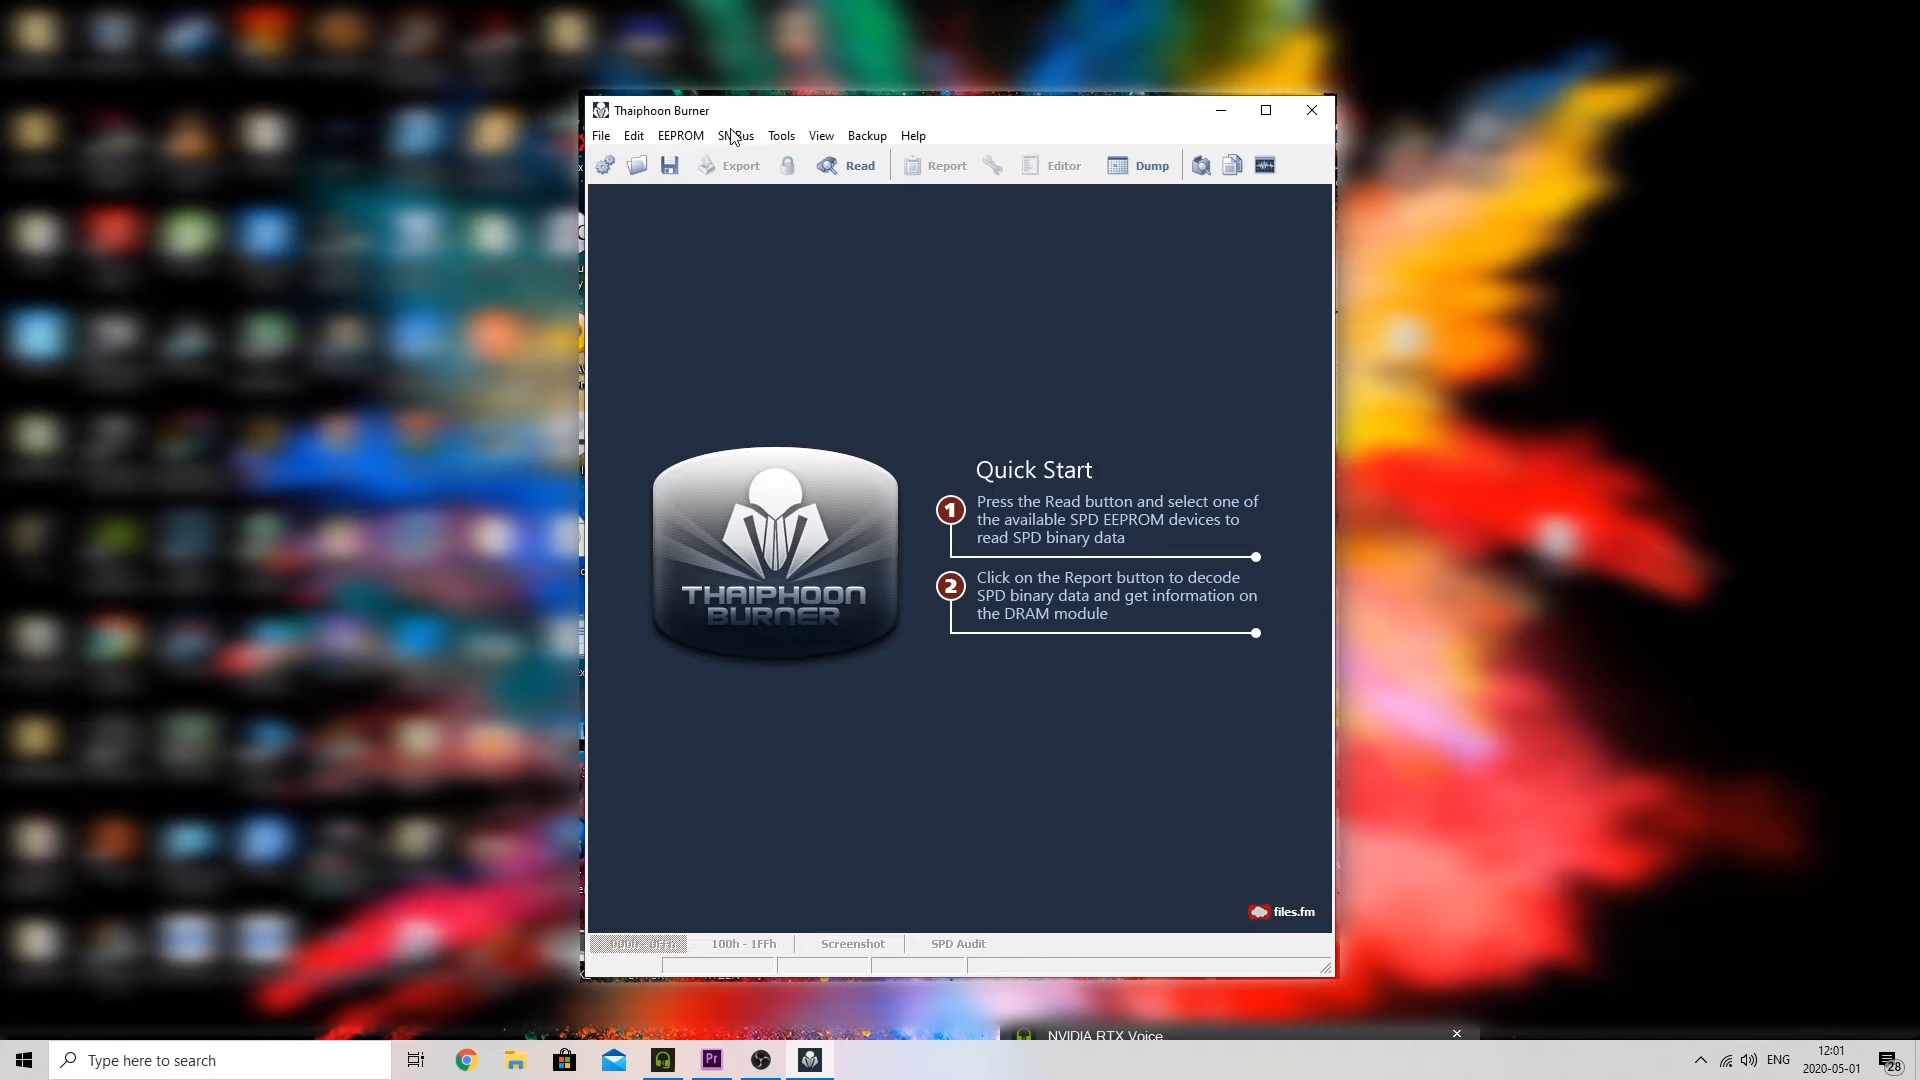 Thaiphoon Burner
File Edit EEPROM SMBus Tools View Backup Help
Export Read Report Editor Dump
Quick Start
1 Press the Read button and select one of
the available SPD EEPROM devices to
read SPD binary data
2 Click on the Report button to decode
SPD binary data and get information on
the DRAM module
THAIPHOON
BURNER
files.fm
000h - 0FFh 100h - 1FFh Screenshot SPD Audit
NVIDIA RTX Voice
Type here to search
Pr
ENG
12:01
2020-05-01
28